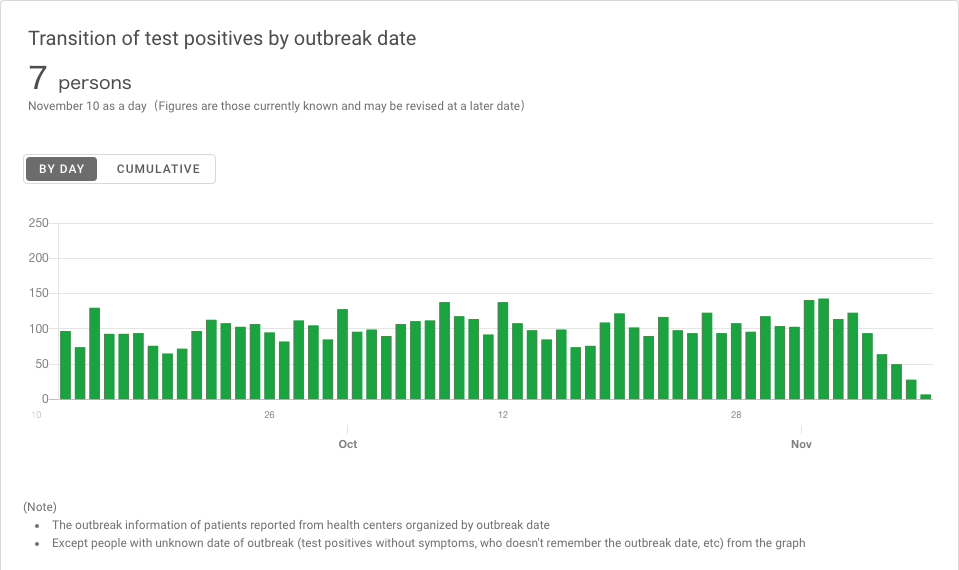 Transition of test positives by outbreak date
7 persons
November 10 as a day (Figures are those currently known and may be revised at a later date)
BY DAY CUMULATIVE
250
200
150
100
50
0
10 26 12 28
Oct Nov
(Note)
• The outbreak information of patients reported from health centers organized by outbreak date
• Except people with unknown date of outbreak (test positives without symptoms, who doesn't remember the outbreak date, etc) from the graph